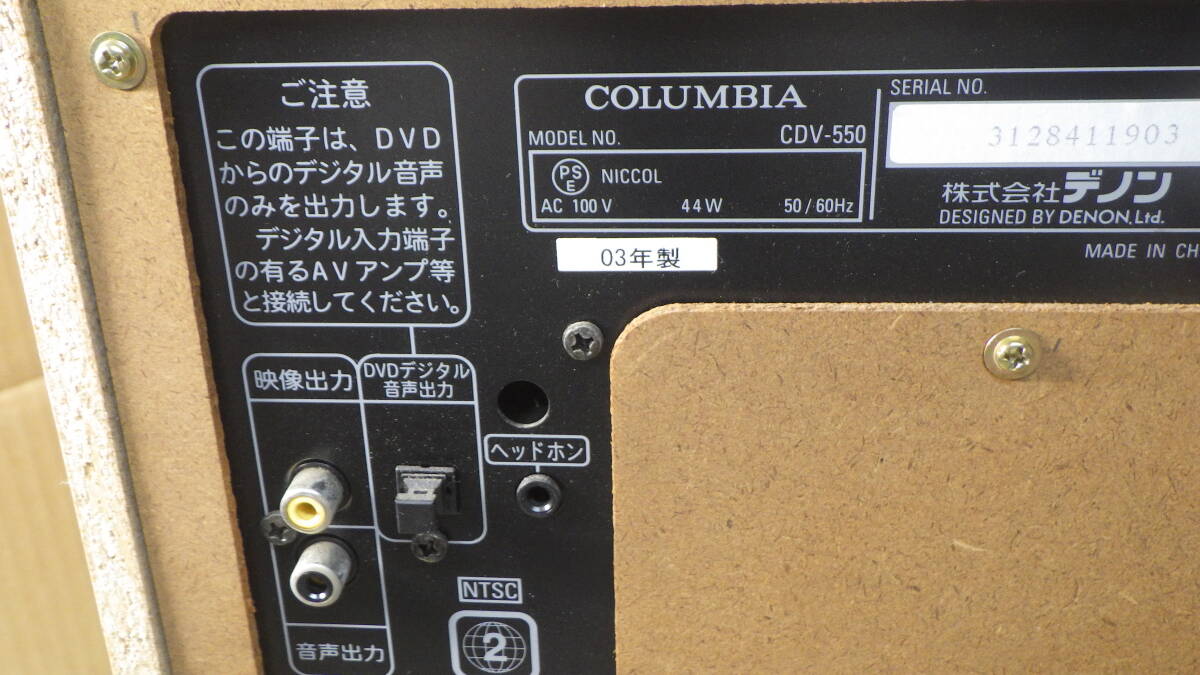 ご注意
この端子は、DVD
からのデジタル音声
のみを出力します。
デジタル入力端子
の有るAVアンプ等
と接続してください。
COLUMBIA
MODEL NO. CDV-550
PS E NICCOL
AC 100 V 44W 50/60Hz
SERIAL NO.
3128411903
株式会社デノン
DESIGNED BY DENON, Ltd.
MADE IN CH
03年製
映像出力
DVDデジタル
音声出力
ヘッドホン
音声出力
NTSC
2